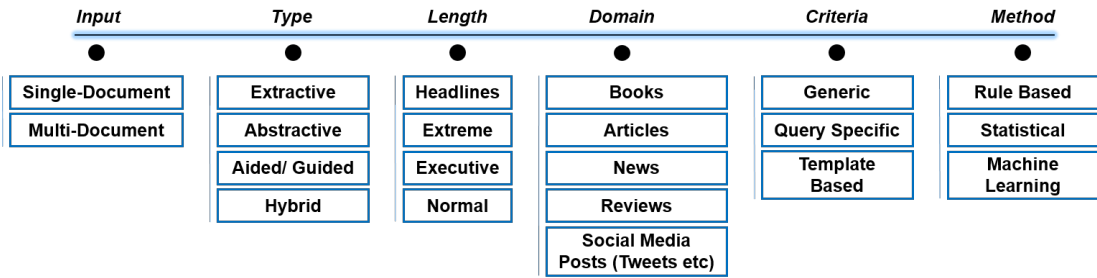 Input
Type
Length
Domain
Criteria
Method
Single-Document
Multi-Document
Extractive
Abstractive
Aided/ Guided
Hybrid
Headlines
Extreme
Executive
Normal
Books
Articles
News
Reviews
Social Media
Posts (Tweets etc)
Generic
Query Specific
Template
Based
Rule Based
Statistical
Machine
Learning